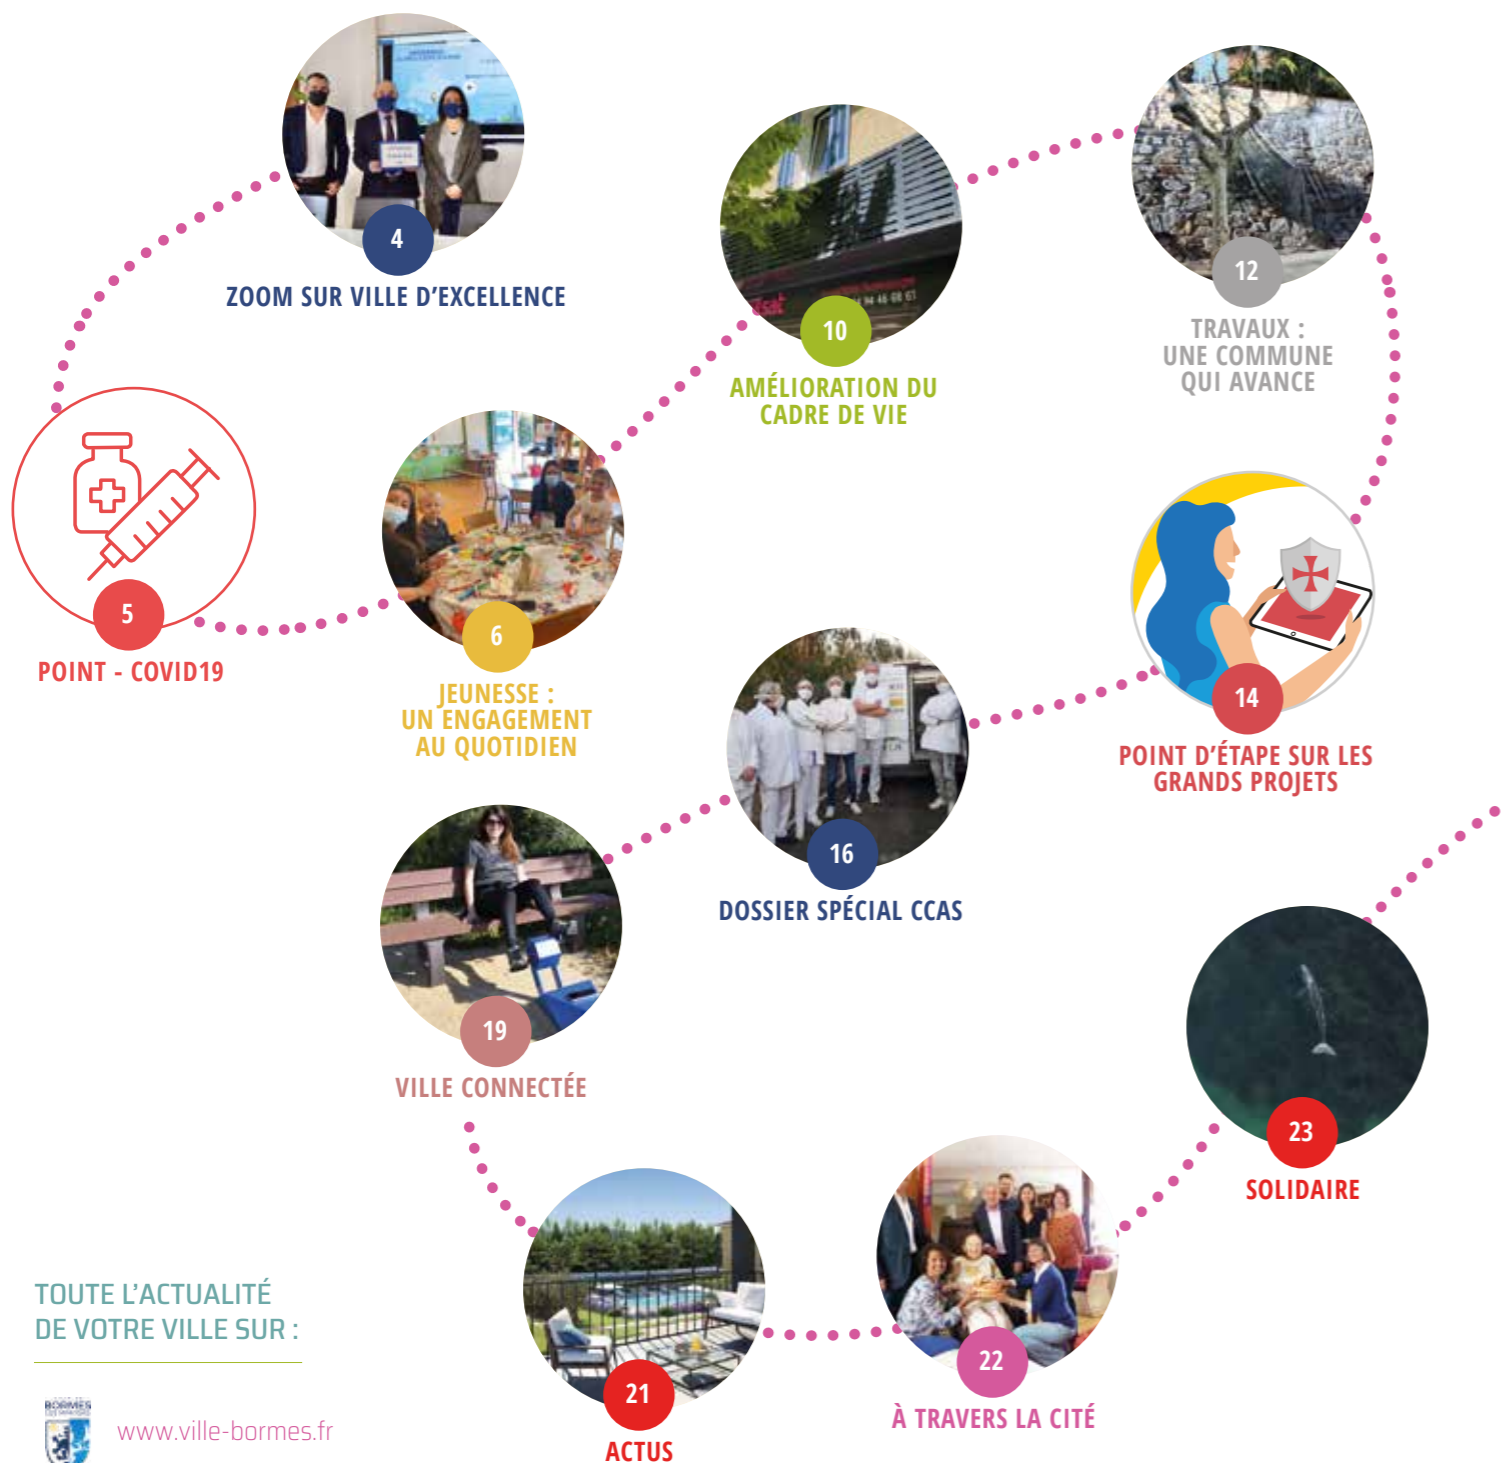 4
ZOOM SUR VILLE D'EXCELLENCE
5
POINT - COVID19
6
JEUNESSE :
UN ENGAGEMENT
AU QUOTIDIEN
10
AMÉLIORATION DU
CADRE DE VIE
12
TRAVAUX :
UNE COMMUNE
QUI AVANCE
14
POINT D'ÉTAPE SUR LES
GRANDS PROJETS
16
DOSSIER SPÉCIAL CCAS
19
VILLE CONNECTÉE
21
ACTUS
22
À TRAVERS LA CITÉ
23
SOLIDAIRE
TOUTE L'ACTUALITÉ
DE VOTRE VILLE SUR :
BORMES
www.ville-bormes.fr